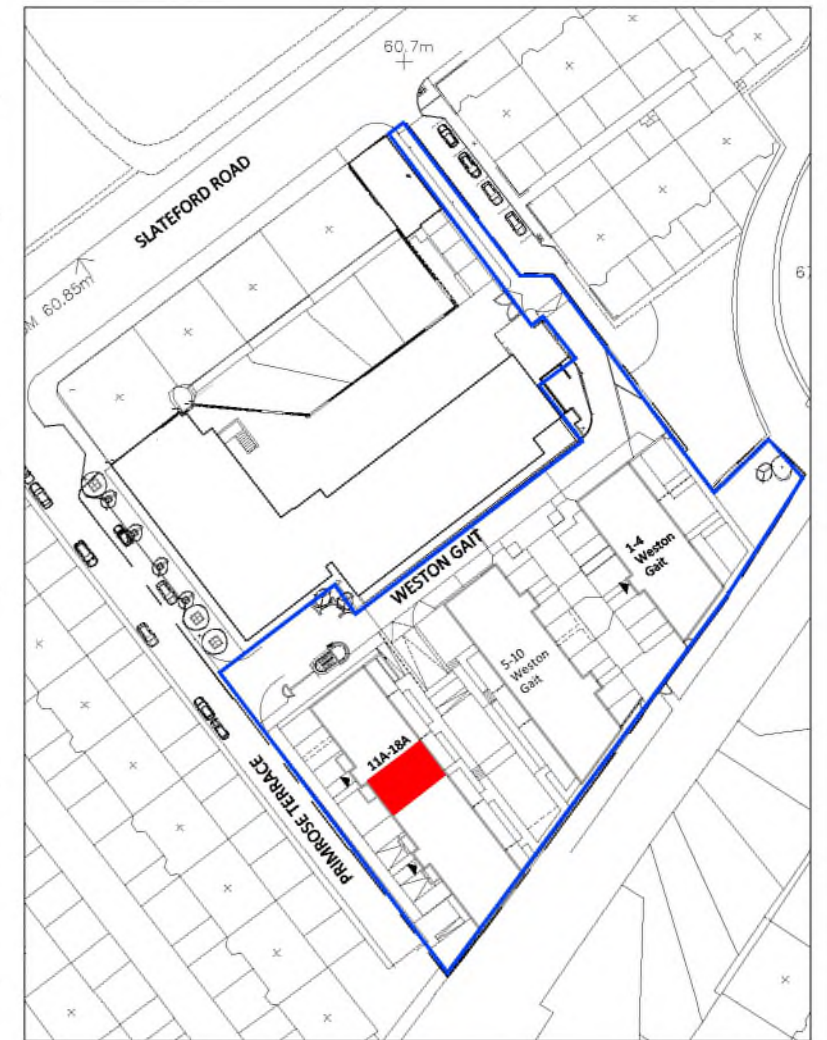 60.7m
SLATEFORD ROAD
M 60.85m
67
WESTON GAIT
1-4
Weston
Gait
5-10
Weston
Gait
11A-18A
PRIMROSE TERRACE